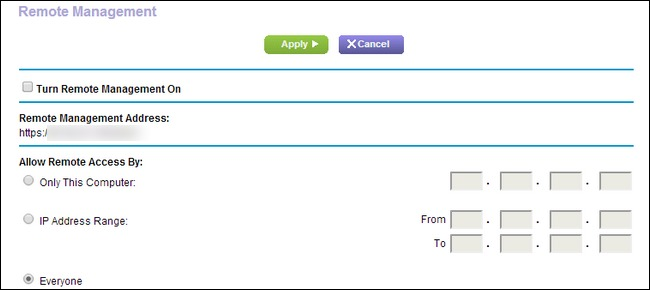 Remote Management
Apply
Cancel
Turn Remote Management On
Remote Management Address:
https:/
Allow Remote Access By:
Only This Computer: . . .
IP Address Range: From . . .
To . . .
Everyone